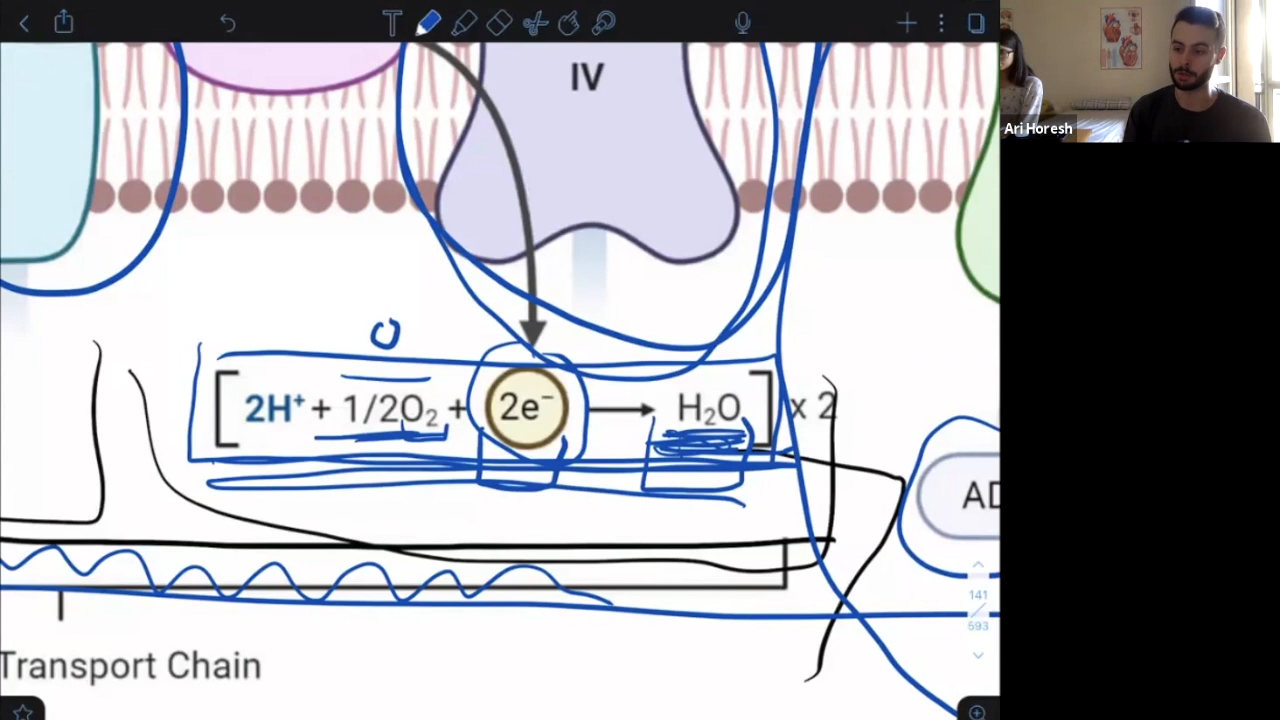 T
Ari Horesh
IV
O
[2H⁺ + 1/2O₂ + 2e⁻ → H₂O] x 2
AD
141
593
Transport Chain